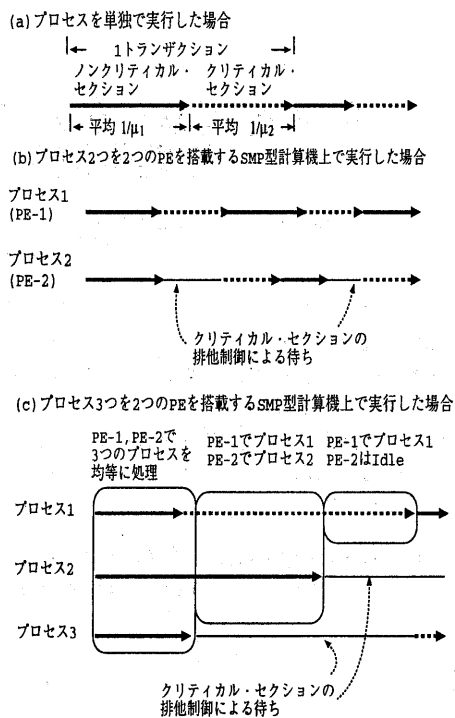 (a)プロセスを単独で実行した場合
1トランザクション
ノンクリティカル・ クリティカル・
セクション セクション
平均 1/μ1 平均 1/μ2
(b)プロセス2つを2つのPEを搭載するSMP型計算機上で実行した場合
プロセス1
(PE-1)
プロセス2
(PE-2)
クリティカル・セクションの
排他制御による待ち
(c)プロセス3つを2つのPEを搭載するSMP型計算機上で実行した場合
PE-1,PE-2で PE-1でプロセス1 PE-1でプロセス1
3つのプロセスを PE-2でプロセス2 PE-2はIdle
均等に処理
プロセス1
プロセス2
プロセス3
クリティカル・セクションの
排他制御による待ち